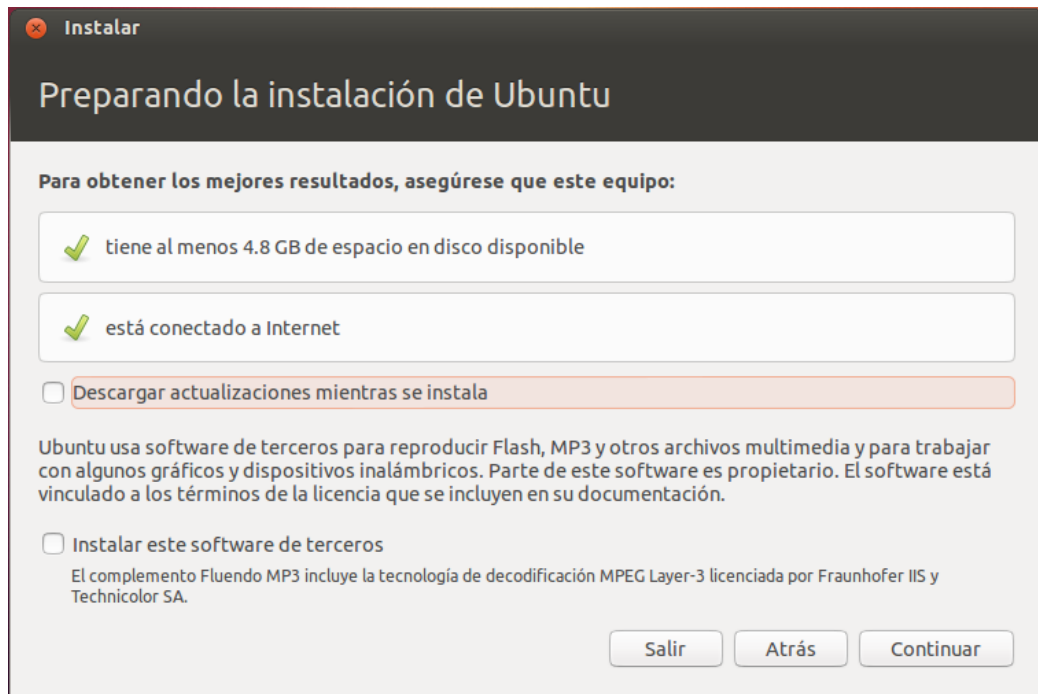 Instalar
Preparando la instalación de Ubuntu
Para obtener los mejores resultados, asegúrese que este equipo:
tiene al menos 4.8 GB de espacio en disco disponible
está conectado a Internet
Descargar actualizaciones mientras se instala
Ubuntu usa software de terceros para reproducir Flash, MP3 y otros archivos multimedia y para trabajar
con algunos gráficos y dispositivos inalámbricos. Parte de este software es propietario. El software está
vinculado a los términos de la licencia que se incluyen en su documentación.
Instalar este software de terceros
El complemento Fluendo MP3 incluye la tecnología de decodificación MPEG Layer-3 licenciada por Fraunhofer IIS y
Technicolor SA.
Salir Atrás Continuar